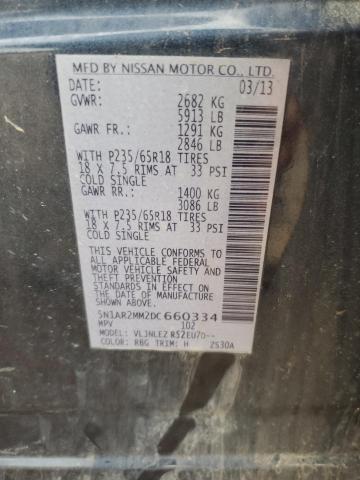 MFD BY NISSAN MOTOR CO., LTD.
DATE: 03/13
GVWR: 2682 KG
5913 LB
GAWR FR.: 1291 KG
2846 LB
WITH P235/65R18 TIRES
18 X 7.5 RIMS AT 33 PSI
COLD SINGLE
GAWR RR.: 1400 KG
3086 LB
WITH P235/65R18 TIRES
18 X 7.5 RIMS AT 33 PSI
COLD SINGLE
THIS VEHICLE CONFORMS TO
ALL APPLICABLE FEDERAL
MOTOR VEHICLE SAFETY AND
THEFT PREVENTION
STANDARDS IN EFFECT ON
THE DATE OF MANUFACTURE
SHOWN ABOVE.
5N1AR2MM2DC660334
MPV 102
MODEL: VLJNLEZ R52EU7D--
COLOR: RBG TRIM: H 2S30A